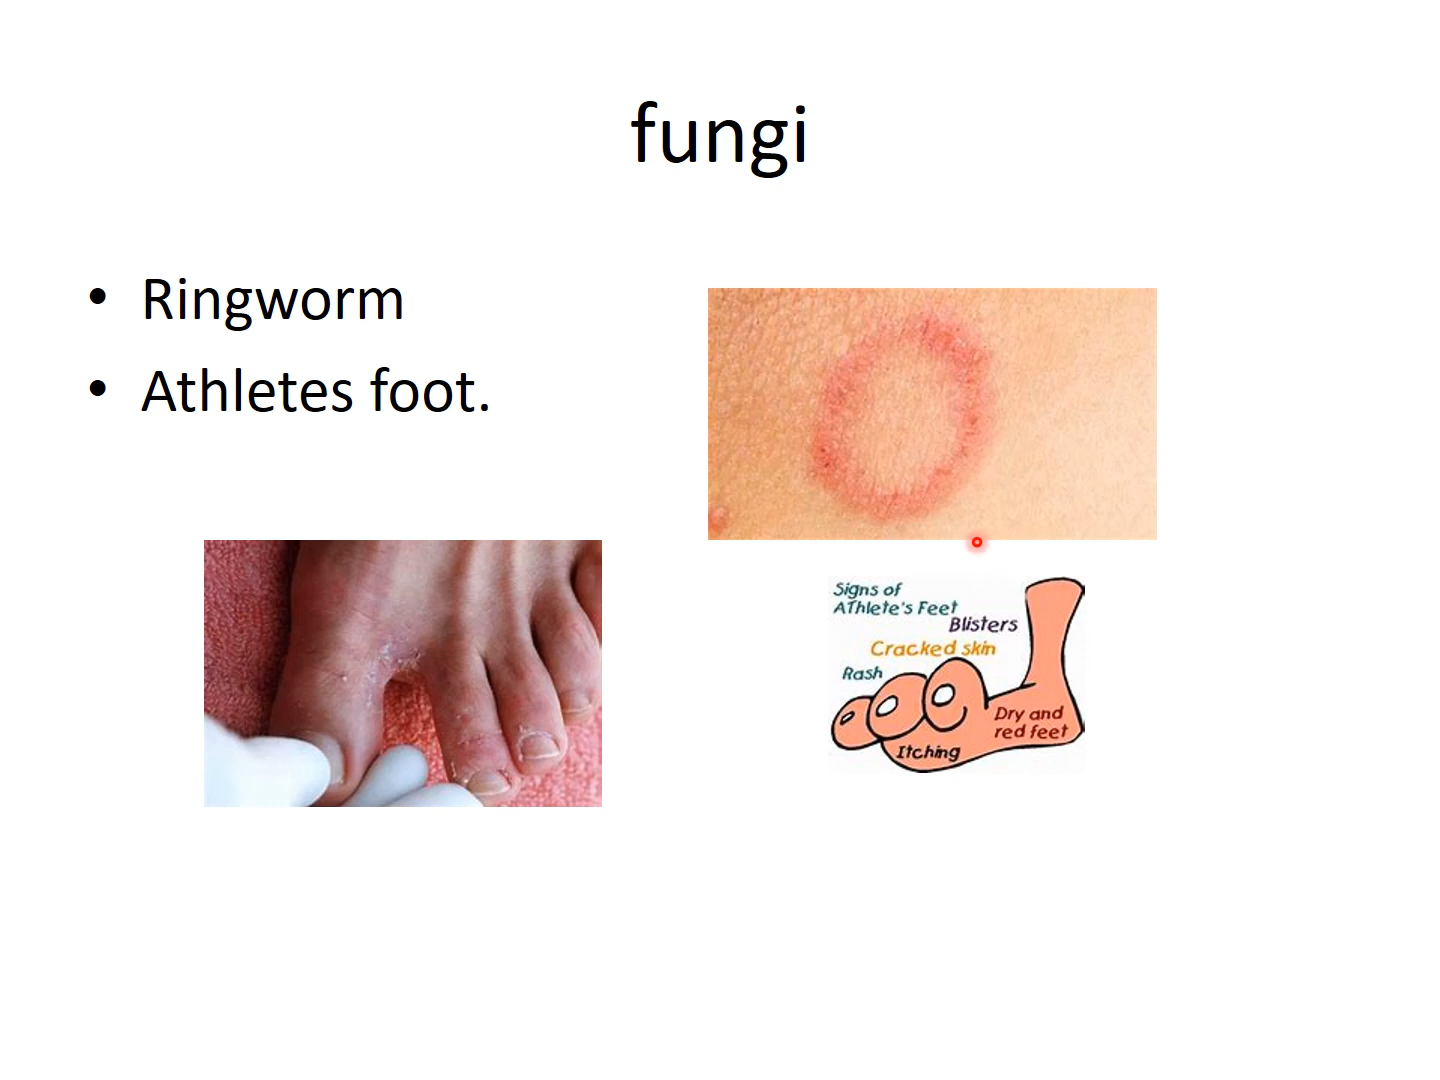 fungi
• Ringworm
• Athletes foot.
Signs of
AThlete's Feet
Blisters
Cracked skin
Rash
Dry and
red feet
Itching